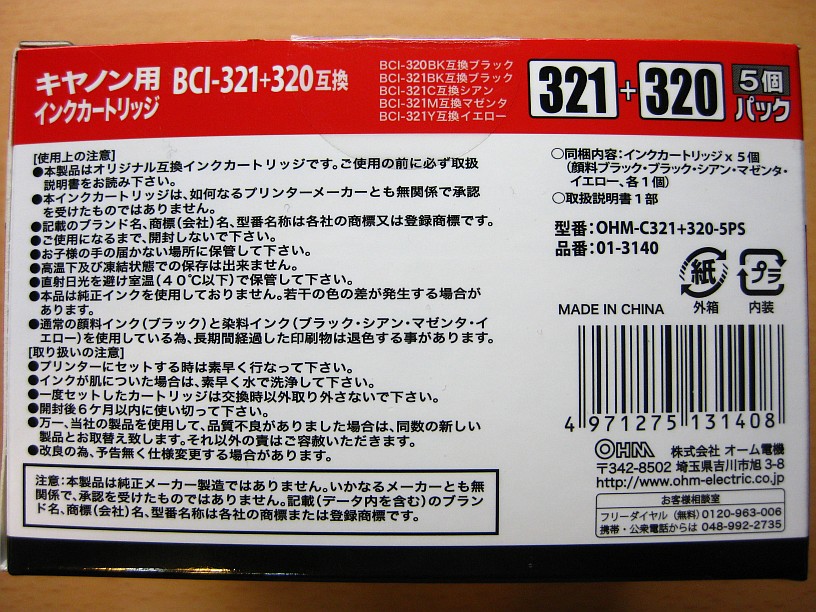 キヤノン用
インクカートリッジ
BCI-321+320互換
BCI-320BK互換ブラック
BCI-321BK互換ブラック
BCI-321C互換シアン
BCI-321M互換マゼンタ
BCI-321Y互換イエロー
321+320
5個
パック
[使用上の注意]
●本製品はオリジナル互換インクカートリッジです。ご使用の前に必ず取扱
説明書をお読み下さい。
●本インクカートリッジは、如何なるプリンターメーカーとも無関係で承認
を受けたものではありません。
●記載のブランド名、商標(会社)名、型番名称は各社の商標又は登録商標です。
●ご使用になるまで、開封しないで下さい。
●お子様の手の届かない場所に保管して下さい。
●高温下及び凍結状態での保存は出来ません。
●直射日光を避け室温(40℃以下)で保管して下さい。
●本品は純正インクを使用しておりません。若干の色の差が発生する場合が
あります。
●通常の顔料インク(ブラック)と染料インク(ブラック・シアン・マゼンタ・イ
エロー)を使用している為、長期間経過した印刷物は退色する事があります。
[取り扱いの注意]
●プリンターにセットする時は素早く行なって下さい。
●インクが肌についた場合は、素早く水で洗浄して下さい。
●一度セットしたカートリッジは交換時以外取り外さないで下さい。
●開封後6ケ月以内に使い切って下さい。
●万一、当社の製品を使用して、品質不良がありました場合は、同数の新しい
製品とお取替え致します。それ以外の責はご容赦いただきます。
●改良の為、予告無く仕様変更する場合があります。
注意:本製品は純正メーカー製造ではありません。いかなるメーカーとも無
関係で、承認を受けたものではありません。記載(データ内を含む)のブラン
ド名、商標(会社)名、型番名称は各社の商標または登録商標です。
○同梱内容:インクカートリッジx5個
(顔料ブラック・ブラック・シアン・マゼンタ・
イエロー、各1個)
○取扱説明書1部
型番:OHM-C321+320-5PS
品番:01-3140
紙
プラ
MADE IN CHINA
外箱
内装
4 971275 131408
OHM 株式会社 オーム電機
〒342-8502 埼玉県吉川市旭 3-8
http://www.ohm-electric.co.jp
お客様相談室
フリーダイヤル(無料)0120-963-006
携帯・公衆電話からは 048-992-2735